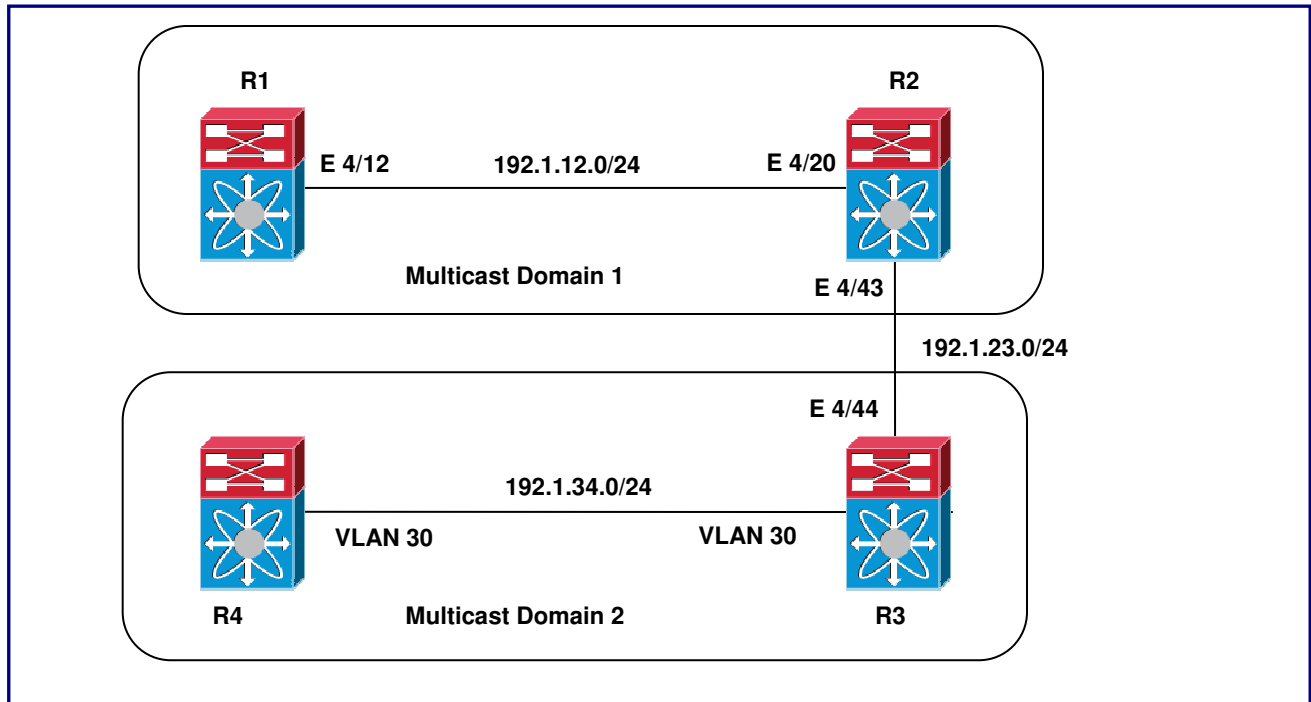 R1 R2
E 4/12 192.1.12.0/24 E 4/20
Multicast Domain 1
E 4/43
192.1.23.0/24
E 4/44
192.1.34.0/24
VLAN 30 VLAN 30
R4 Multicast Domain 2 R3